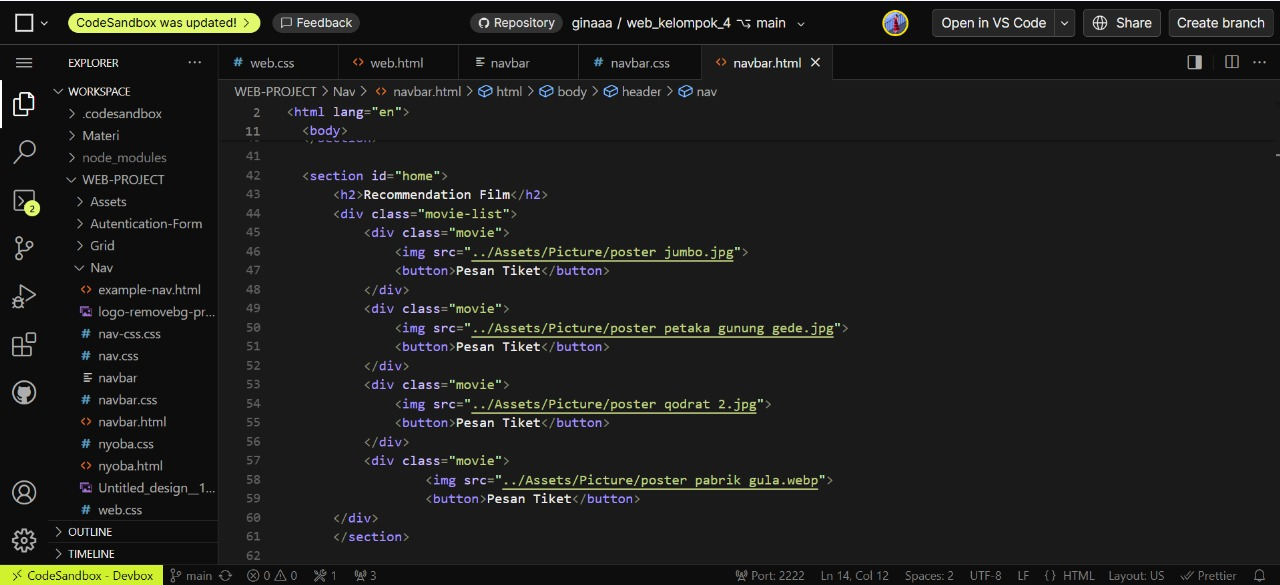 CodeSandbox was updated! >
Feedback
Repository
ginaaa / web_kelompok_4
main
Open in VS Code
Share
Create branch
EXPLORER
web.css
web.html
navbar
navbar.css
navbar.html
WORKSPACE
.codesandbox
Materi
node_modules
WEB-PROJECT
Assets
Autentication-Form
Grid
Nav
example-nav.html
logo-removebg-pr...
nav-css.css
nav.css
navbar
navbar.css
navbar.html
nyoba.css
nyoba.html
Untitled_design__1...
web.css
OUTLINE
TIMELINE
WEB-PROJECT > Nav > navbar.html > html > body > header > nav
2 <html lang="en">
11 <body>
</section>
41
42 <section id="home">
43 <h2>Recommendation Film</h2>
44 <div class="movie-list">
45 <div class="movie">
46 <img src="../Assets/Picture/poster jumbo.jpg">
47 <button>Pesan Tiket</button>
48 </div>
49 <div class="movie">
50 <img src="../Assets/Picture/poster petaka gunung gede.jpg">
51 <button>Pesan Tiket</button>
52 </div>
53 <div class="movie">
54 <img src="../Assets/Picture/poster qodrat 2.jpg">
55 <button>Pesan Tiket</button>
56 </div>
57 <div class="movie">
58 <img src="../Assets/Picture/poster pabrik gula.webp">
59 <button>Pesan Tiket</button>
60 </div>
61 </section>
62
CodeSandbox - Devbox
main
0
0
1
3
Port: 2222
Ln 14, Col 12
Spaces: 2
UTF-8
LF
{ } HTML
Layout: US
Prettier
2